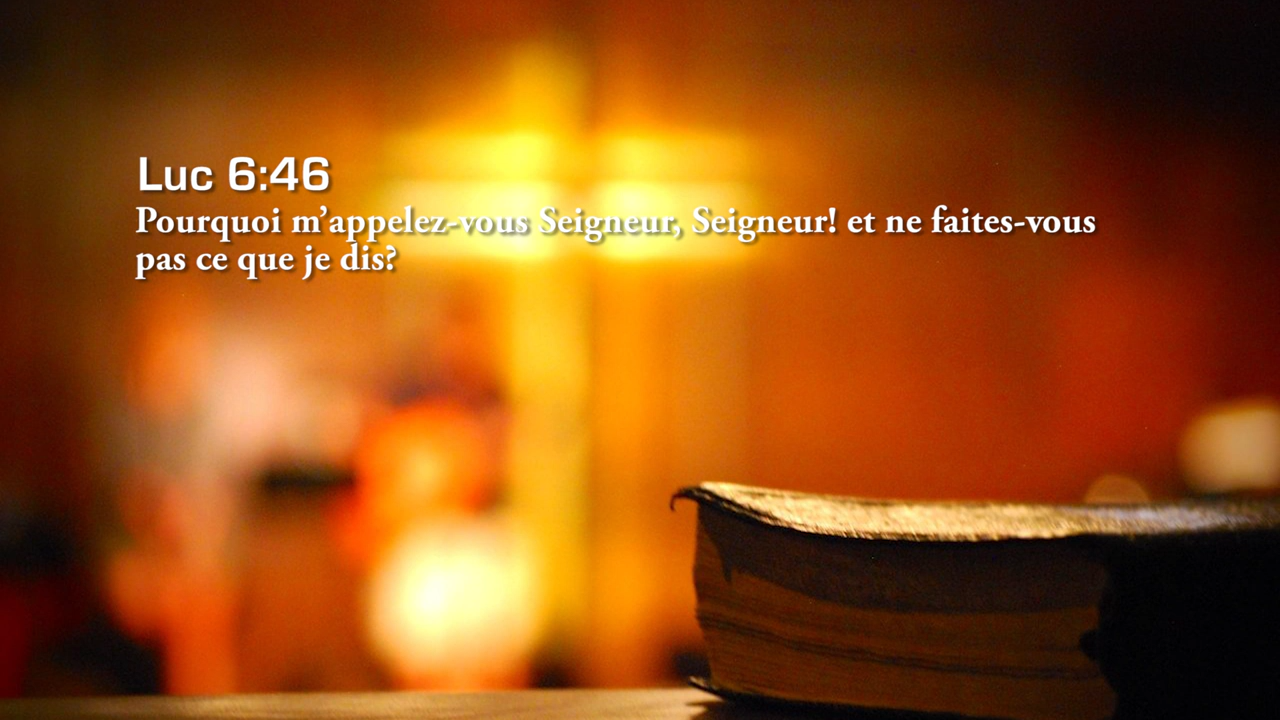 Luc 6:46
Pourquoi m’appelez-vous Seigneur, Seigneur! et ne faites-vous
pas ce que je dis?